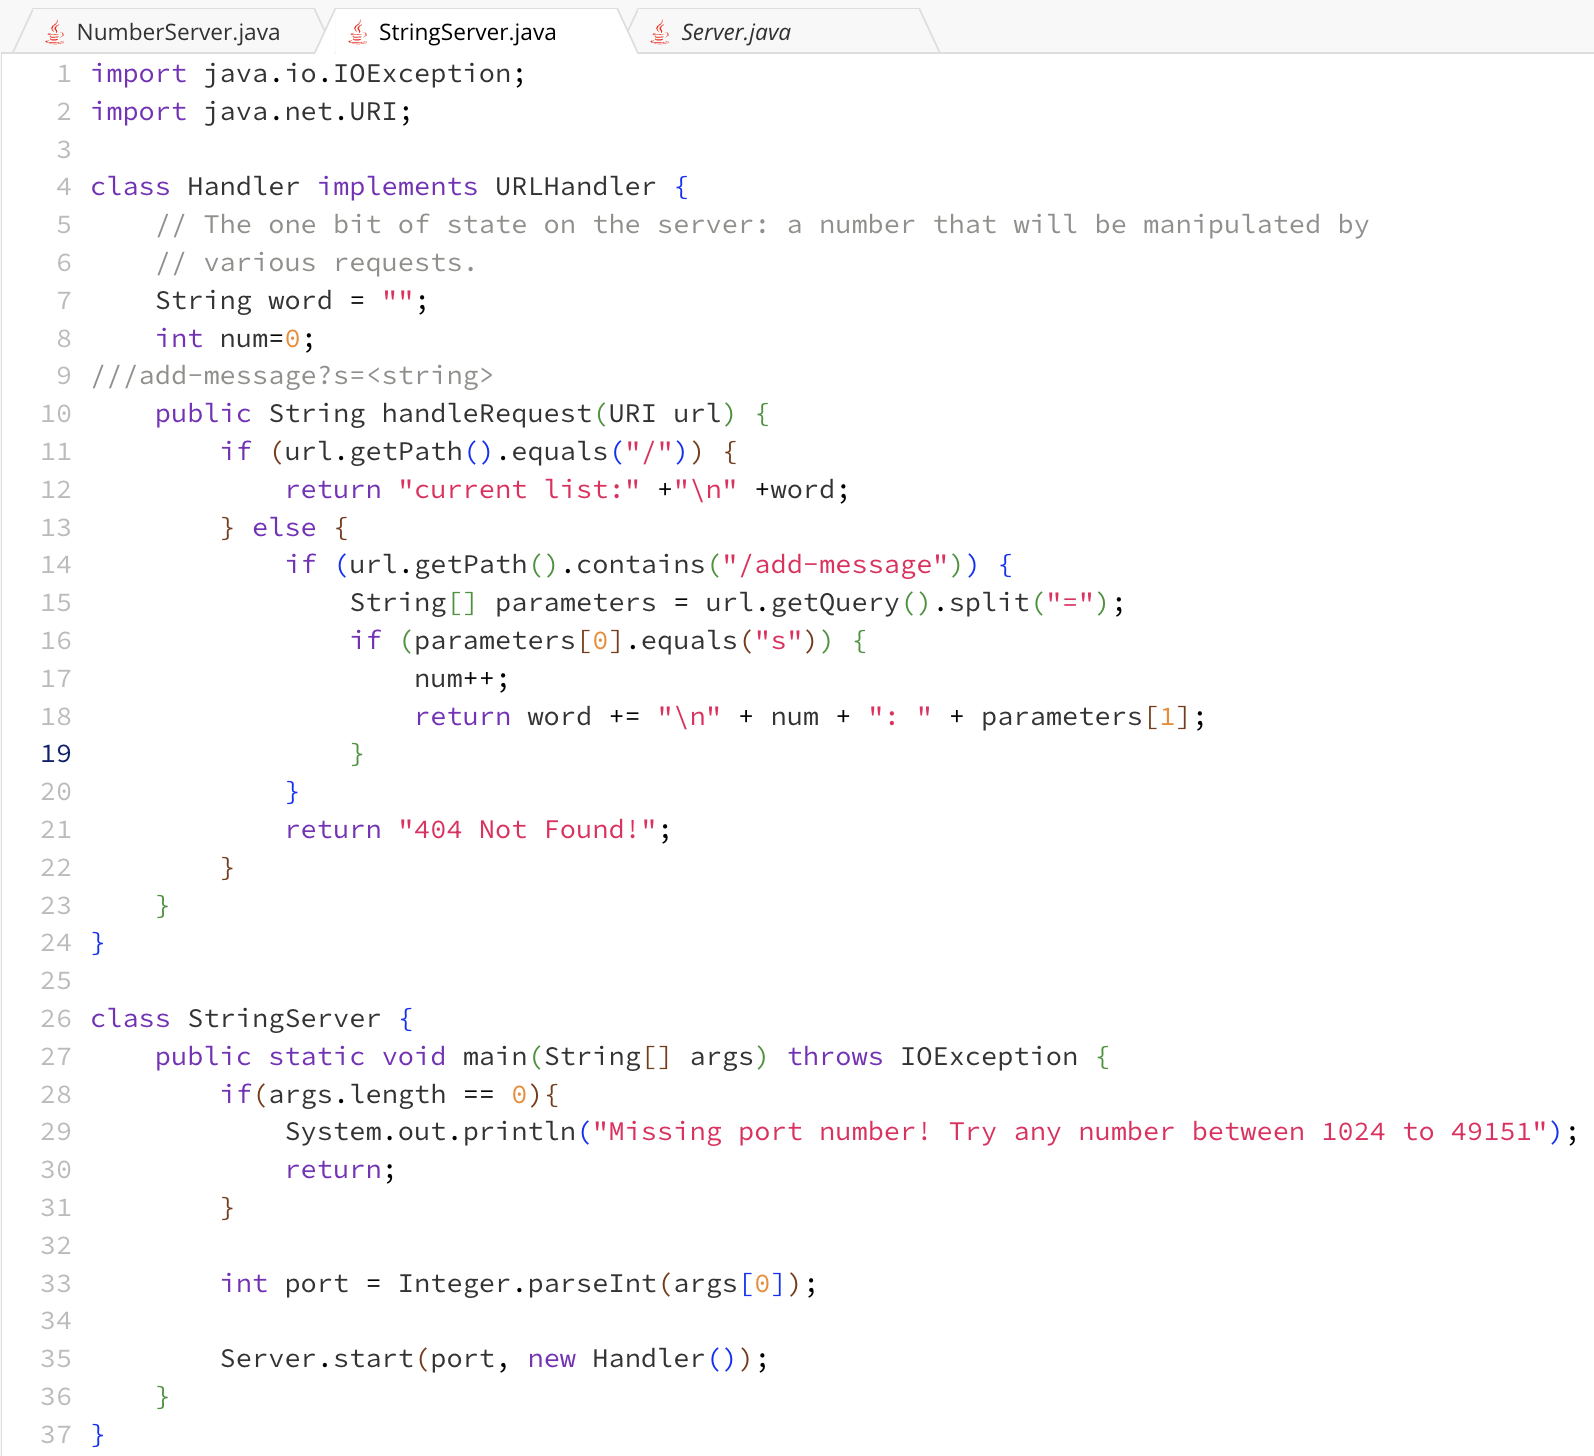 NumberServer.java StringServer.java Server.java
1 import java.io.IOException;
2 import java.net.URI;
3
4 class Handler implements URLHandler {
5     // The one bit of state on the server: a number that will be manipulated by
6     // various requests.
7     String word = "";
8     int num=0;
9 ///add-message?s=<string>
10     public String handleRequest(URI url) {
11         if (url.getPath().equals("/")) {
12             return "current list:" +"\n" +word;
13         } else {
14             if (url.getPath().contains("/add-message")) {
15                 String[] parameters = url.getQuery().split("=");
16                 if (parameters[0].equals("s")) {
17                     num++;
18                     return word += "\n" + num + ": " + parameters[1];
19                 }
20             }
21             return "404 Not Found!";
22         }
23     }
24 }
25
26 class StringServer {
27     public static void main(String[] args) throws IOException {
28         if(args.length == 0){
29             System.out.println("Missing port number! Try any number between 1024 to 49151");
30             return;
31         }
32
33         int port = Integer.parseInt(args[0]);
34
35         Server.start(port, new Handler());
36     }
37 }